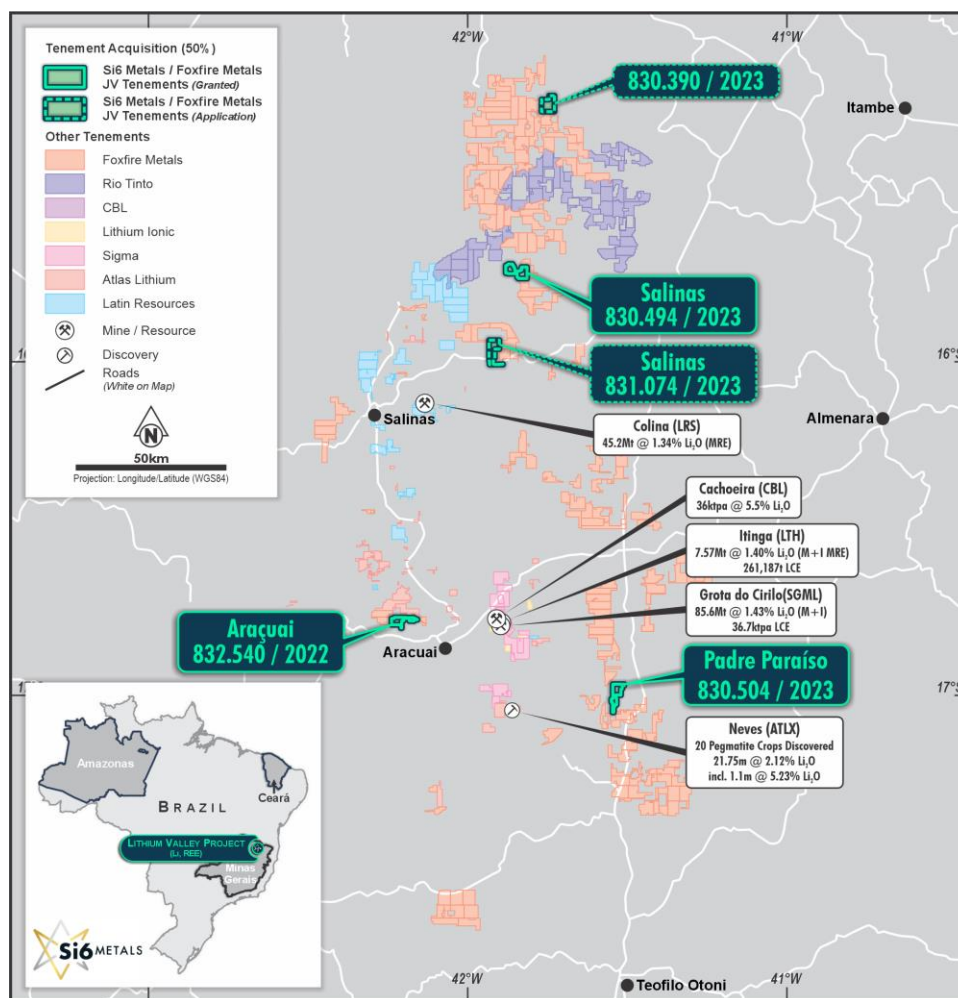 42°W
41°W
Tenement Acquisition (50%)
Si6 Metals / Foxfire Metals
JV Tenements (Granted)
Si6 Metals / Foxfire Metals
JV Tenements (Application)
Other Tenements
Foxfire Metals
Rio Tinto
CBL
Lithium Ionic
Sigma
Atlas Lithium
Latin Resources
Mine / Resource
Discovery
Roads
(White on Map)
N
50km
Projection: Longitude/Latitude (WGS84)
830.390 / 2023
Itambe
Salinas
830.494 / 2023
16°S
Salinas
831.074 / 2023
Salinas
Almenara
Colina (LRS)
45.2Mt @ 1.34% Li₂O (MRE)
Cachoeira (CBL)
36ktpa @ 5.5% Li₂O
Itinga (LTH)
7.57Mt @ 1.40% Li₂O (M+I MRE)
261,187t LCE
Grota do Cirilo(SGML)
85.6Mt @ 1.43% Li₂O (M+I)
36.7ktpa LCE
Araçuai
832.540 / 2022
Aracuai
Padre Paraíso
830.504 / 2023
17°S
Neves (ATLX)
20 Pegmatite Crops Discovered
21.75m @ 2.12% Li₂O
incl. 1.1m @ 5.23% Li₂O
Amazonas
Ceará
BRAZIL
LITHIUM VALLEY PROJECT
(Li, REE)
Minas
Gerais
Si6 METALS
42°W
41°W
Teofilo Otoni